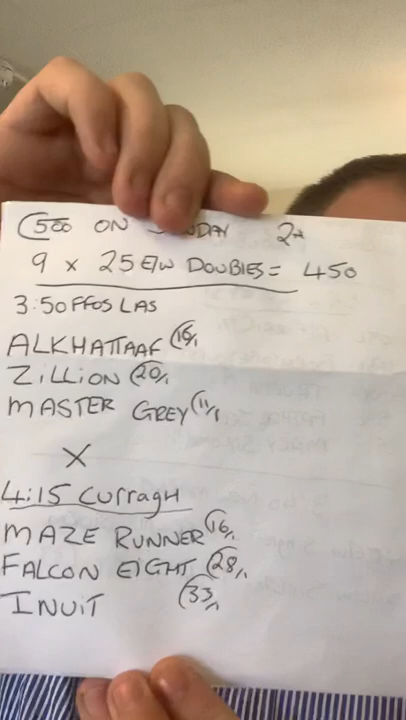 £500 ON SUNDAY
9 x 25 E/W DOUBLES = 450
3:50 FFOS LAS
ALKHATTAAF (16/1
ZILLION (20/1
MASTER GREY (11/1
X
4:15 CURRAGH
MAZE RUNNER (16/1
FALCON EIGHT (28/1
INUIT (33/1